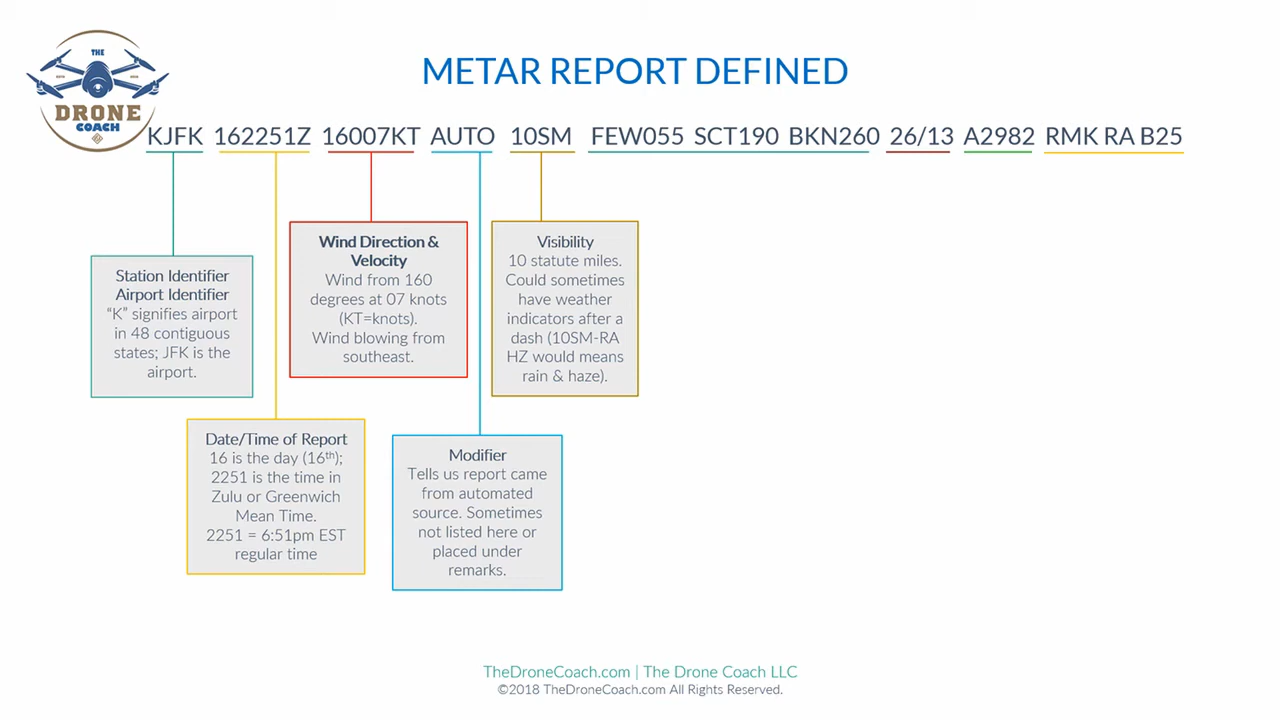 THE
DRONE
COACH
METAR REPORT DEFINED
KJFK 162251Z 16007KT AUTO 10SM FEW055 SCT190 BKN260 26/13 A2982 RMK RA B25
Station Identifier
Airport Identifier
“K” signifies airport
in 48 contiguous
states; JFK is the
airport.
Date/Time of Report
16 is the day (16th);
2251 is the time in
Zulu or Greenwich
Mean Time.
2251 = 6:51pm EST
regular time
Wind Direction &
Velocity
Wind from 160
degrees at 07 knots
(KT=knots).
Wind blowing from
southeast.
Modifier
Tells us report came
from automated
source. Sometimes
not listed here or
placed under
remarks.
Visibility
10 statute miles.
Could sometimes
have weather
indicators after a
dash (10SM-RA
HZ would means
rain & haze).
TheDroneCoach.com | The Drone Coach LLC
©2018 TheDroneCoach.com All Rights Reserved.